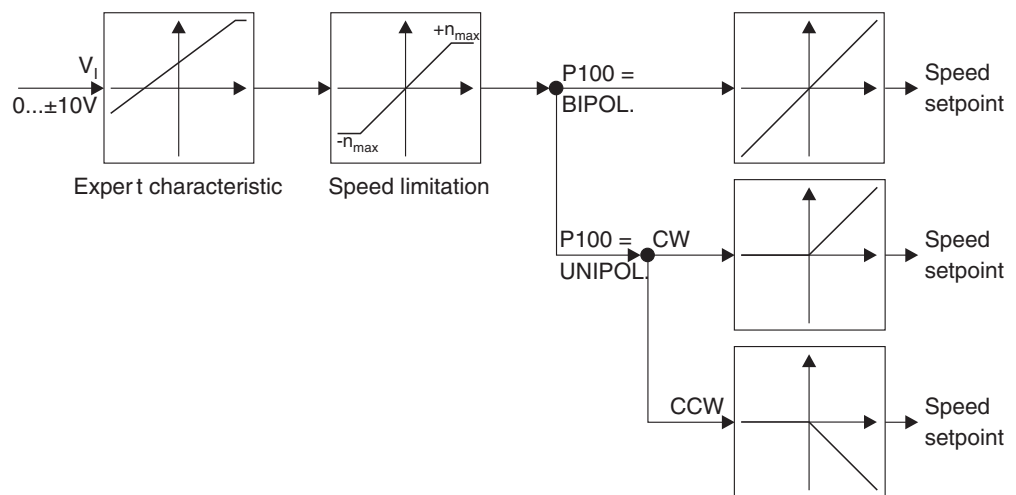 V_I
0...±10V
Expert characteristic
+n_max
-n_max
Speed limitation
P100 =
BIPOL.
Speed
setpoint
P100 =
UNIPOL.
CW
Speed
setpoint
CCW
Speed
setpoint